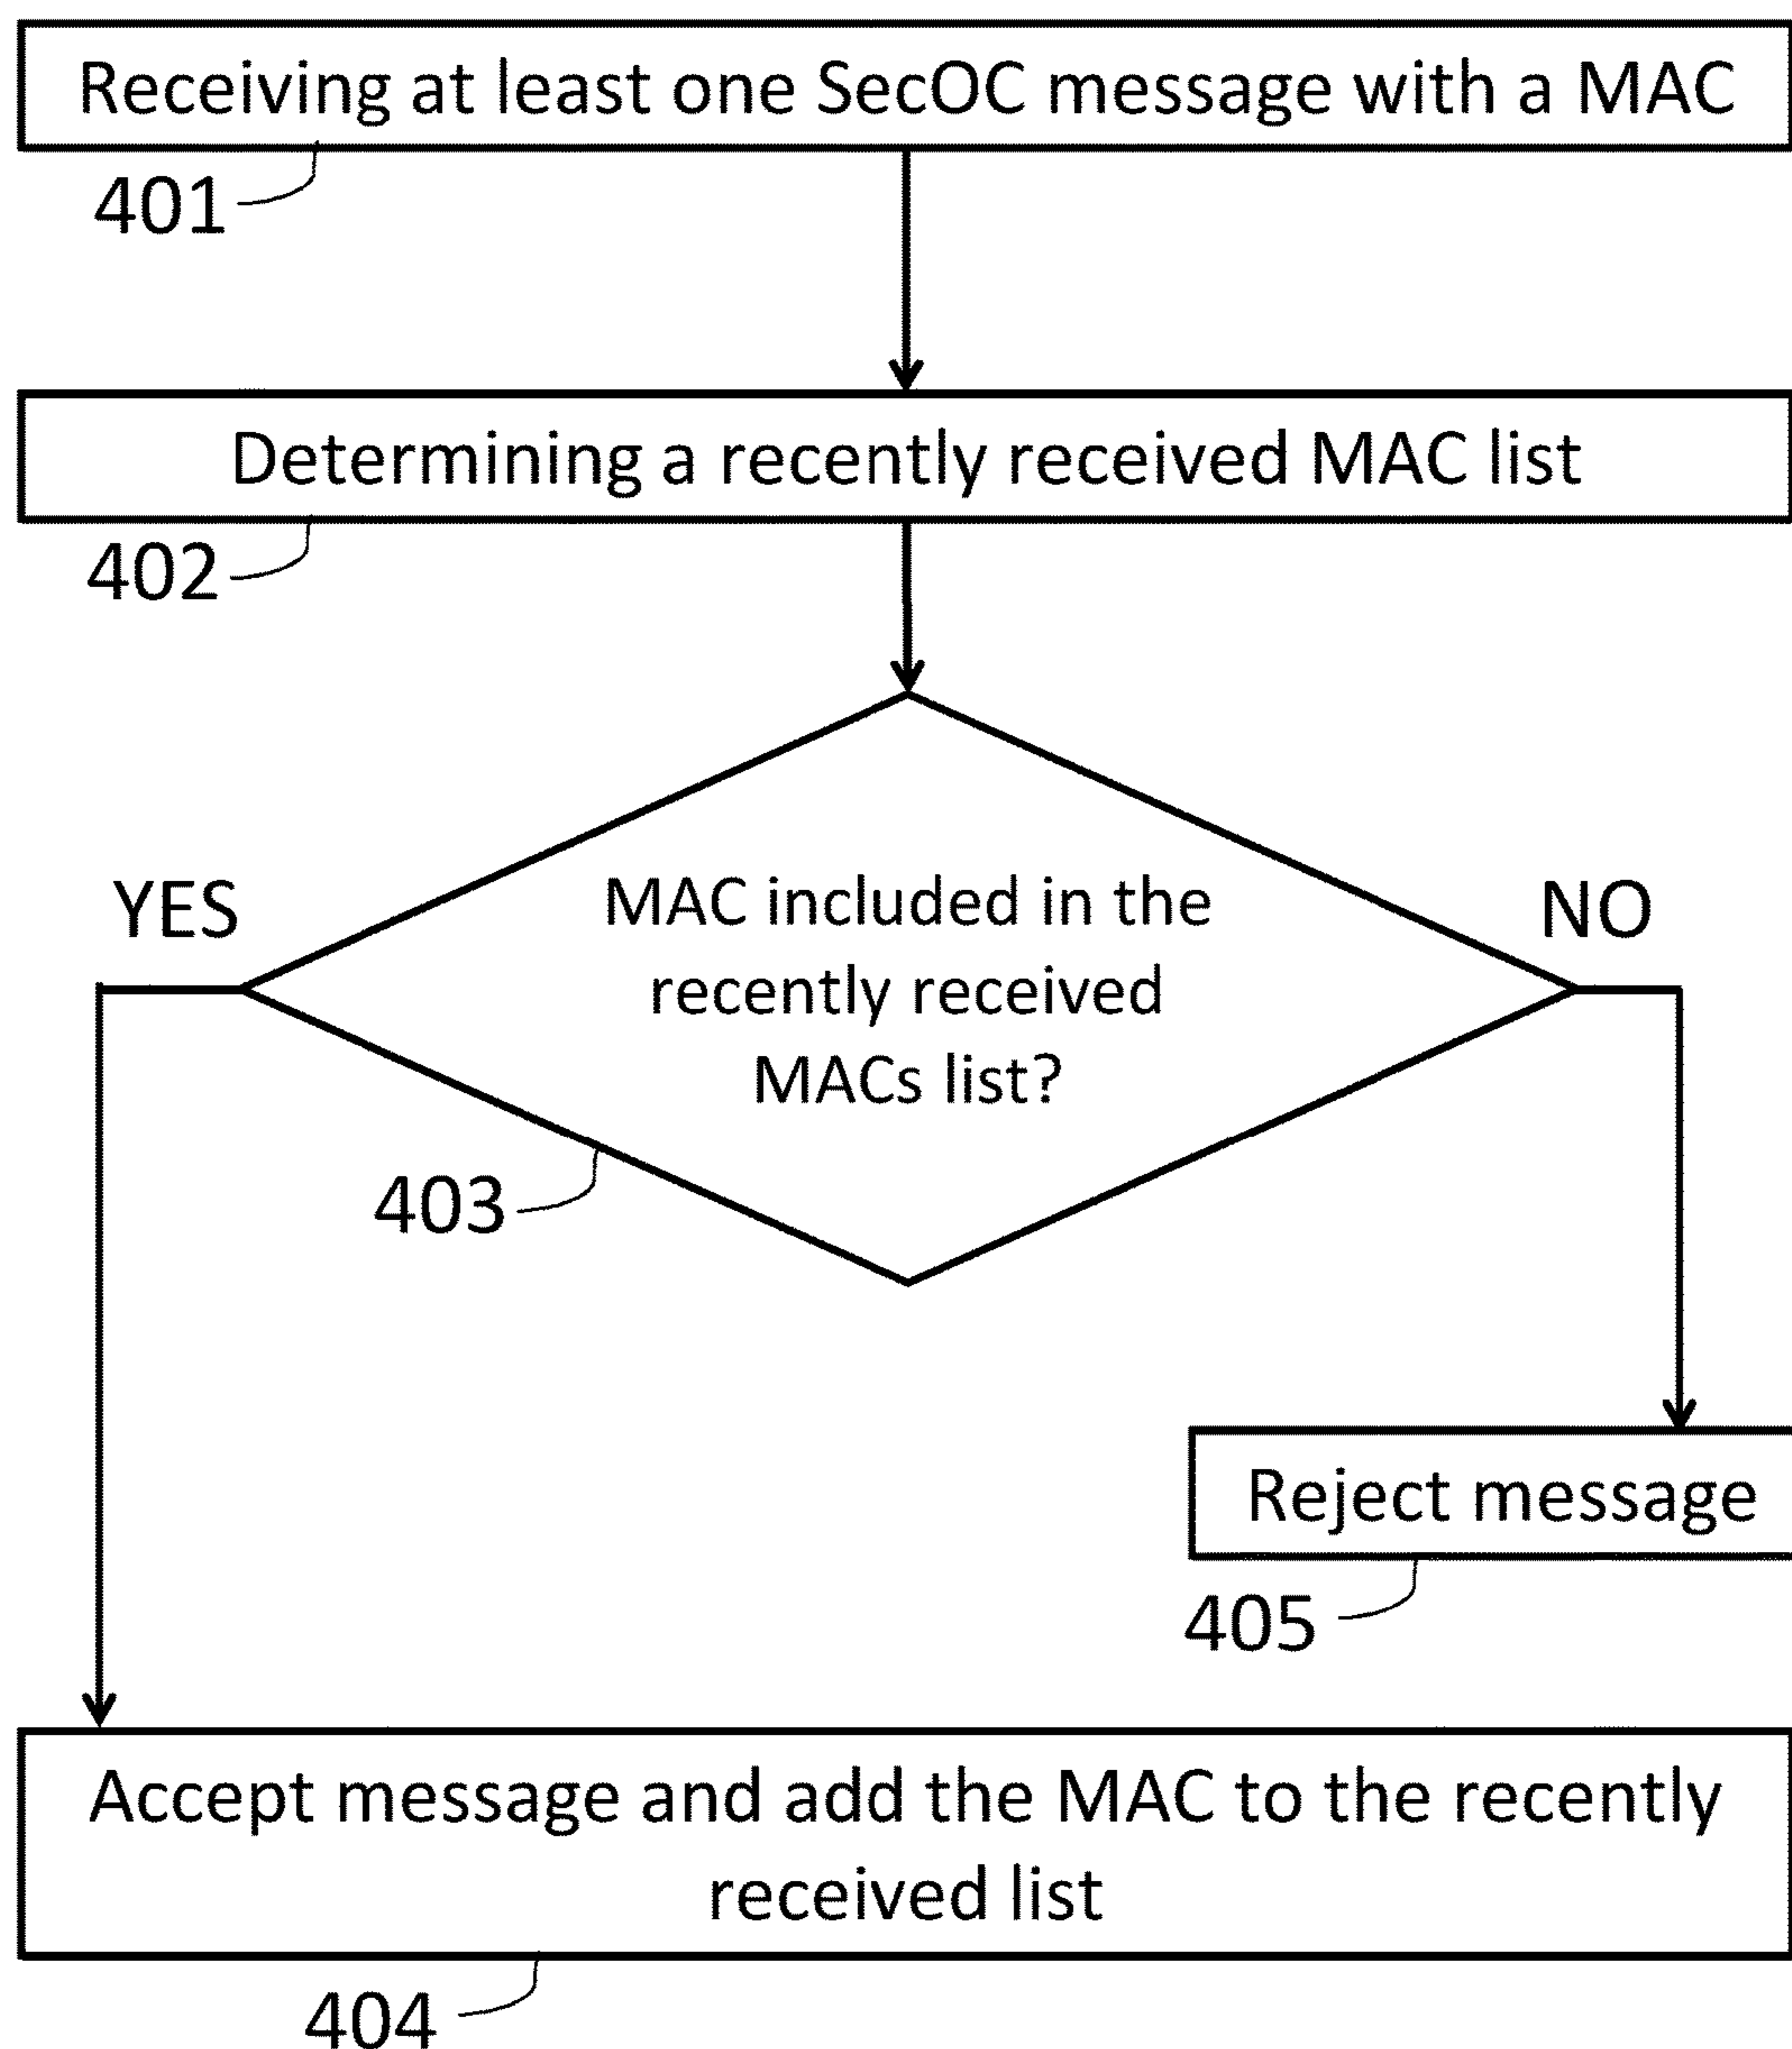 Receiving at least one SecOC message with a MAC
401
Determining a recently received MAC list
402
YES
NO
MAC included in the
recently received
MACs list?
403
Reject message
405
Accept message and add the MAC to the recently
received list
404